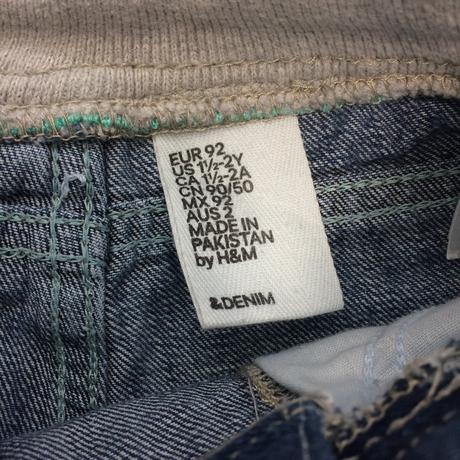 EUR 92
US 1½-2Y
CA 1½-2A
CN 90/50
MX 92
AUS 2
MADE IN
PAKISTAN
by H&M
&DENIM